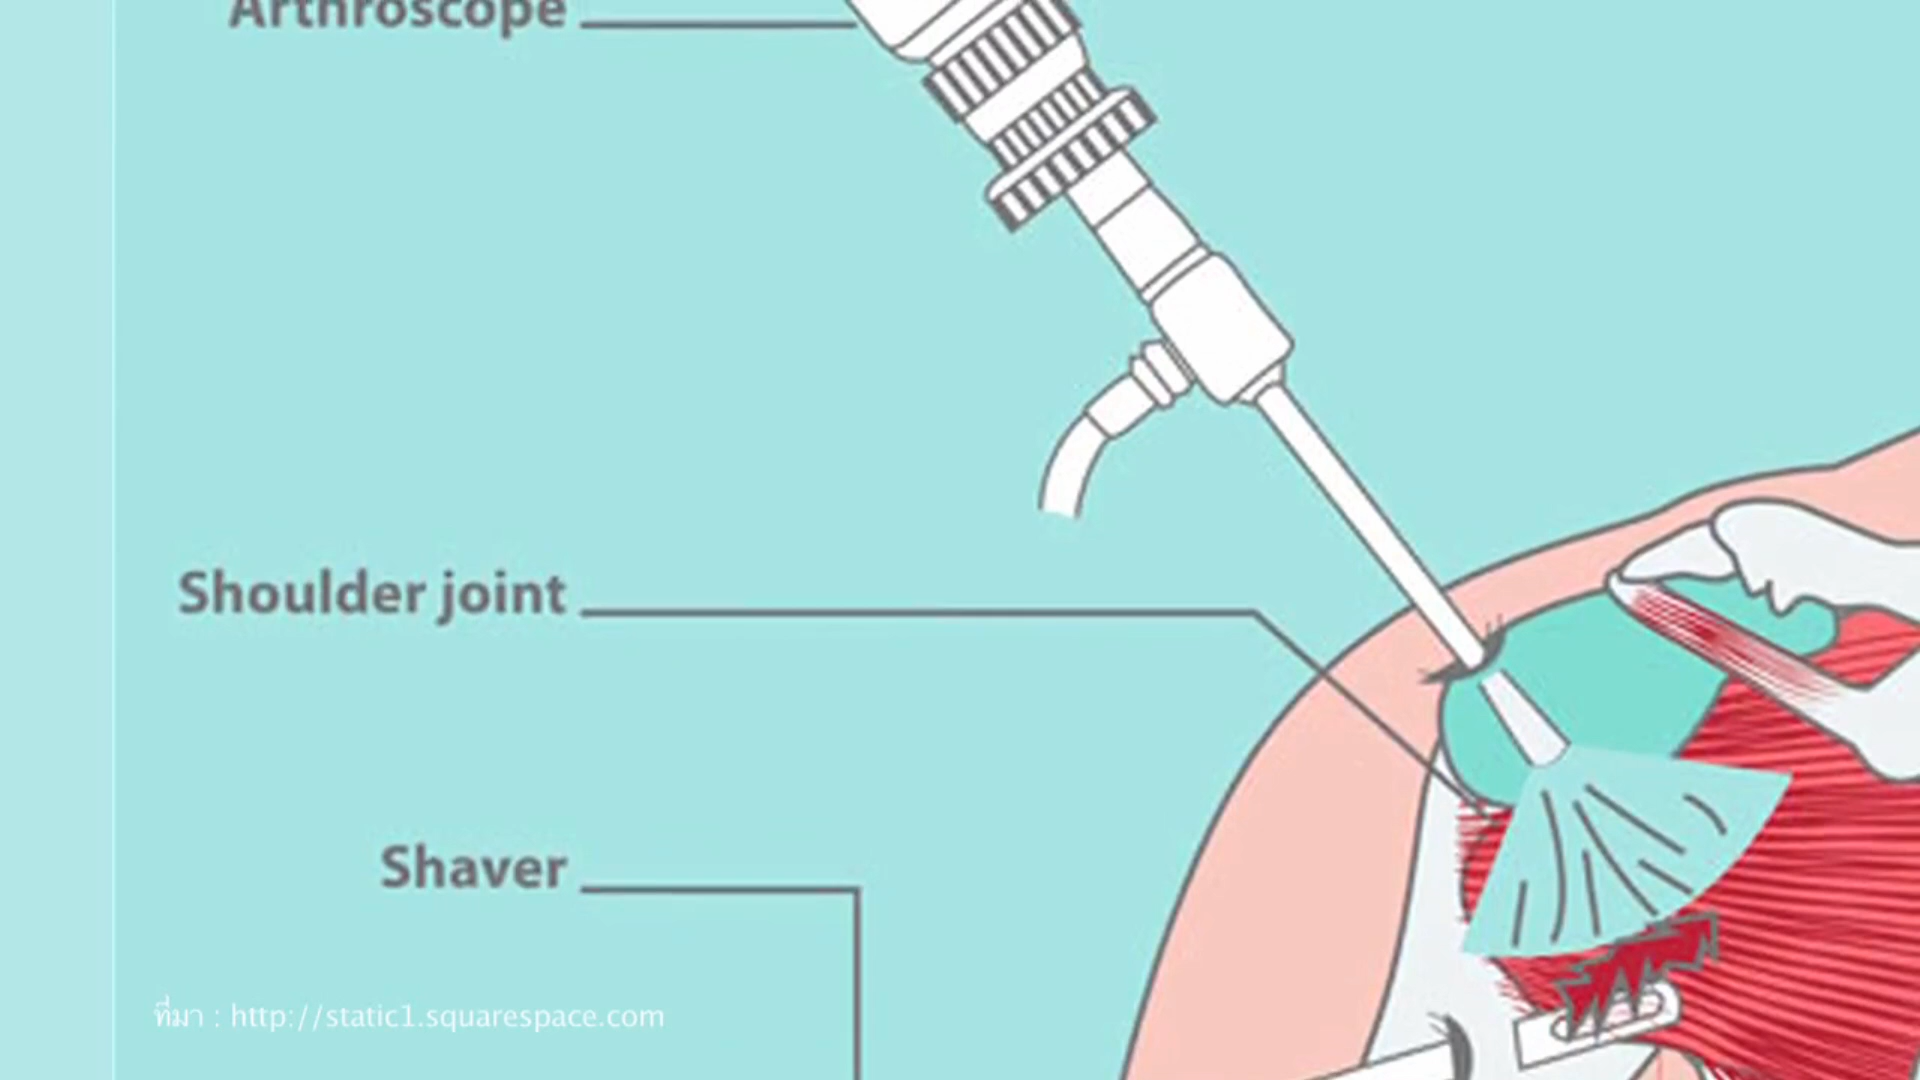 Arthroscope
Shoulder joint
Shaver
ที่มา : http://static1.squarespace.com